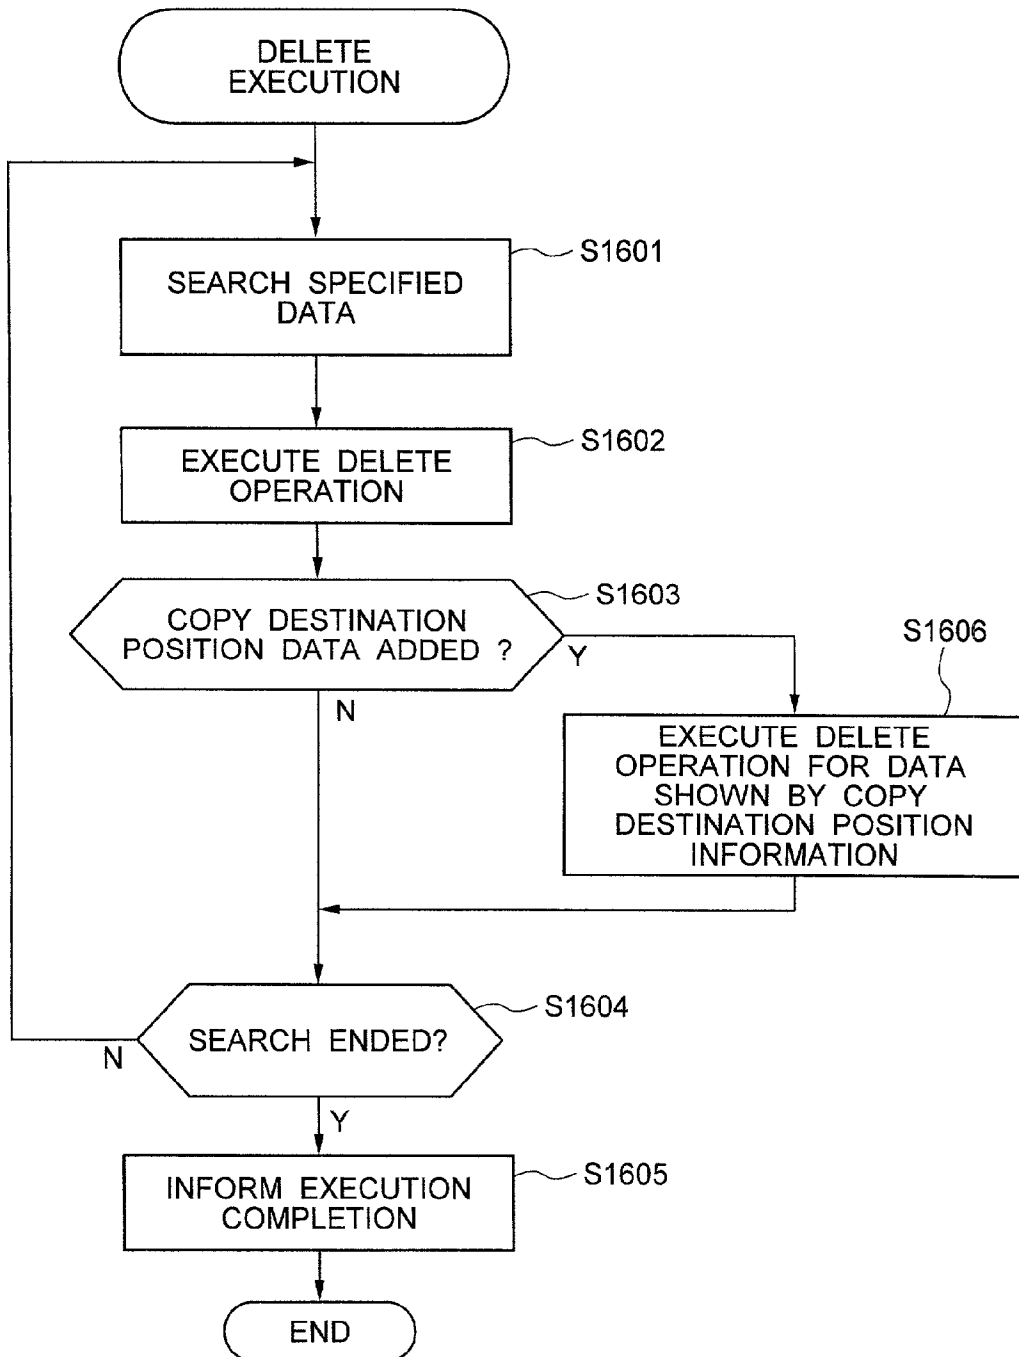 DELETE
EXECUTION
S1601
SEARCH SPECIFIED
DATA
S1602
EXECUTE DELETE
OPERATION
S1603
COPY DESTINATION
POSITION DATA ADDED ?
Y
N
S1606
EXECUTE DELETE
OPERATION FOR DATA
SHOWN BY COPY
DESTINATION POSITION
INFORMATION
S1604
SEARCH ENDED?
N
Y
S1605
INFORM EXECUTION
COMPLETION
END